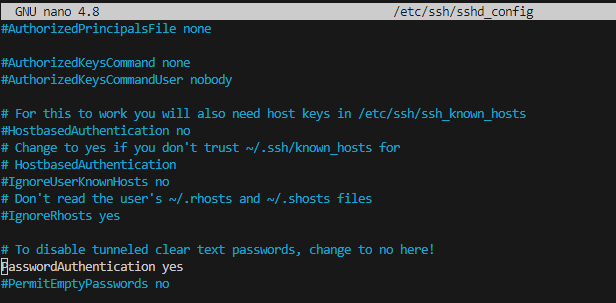 GNU nano 4.8 /etc/ssh/sshd_config
#AuthorizedPrincipalsFile none
#AuthorizedKeysCommand none
#AuthorizedKeysCommandUser nobody
# For this to work you will also need host keys in /etc/ssh/ssh_known_hosts
#HostbasedAuthentication no
# Change to yes if you don't trust ~/.ssh/known_hosts for
# HostbasedAuthentication
#IgnoreUserKnownHosts no
# Don't read the user's ~/.rhosts and ~/.shosts files
#IgnoreRhosts yes
# To disable tunneled clear text passwords, change to no here!
PasswordAuthentication yes
#PermitEmptyPasswords no